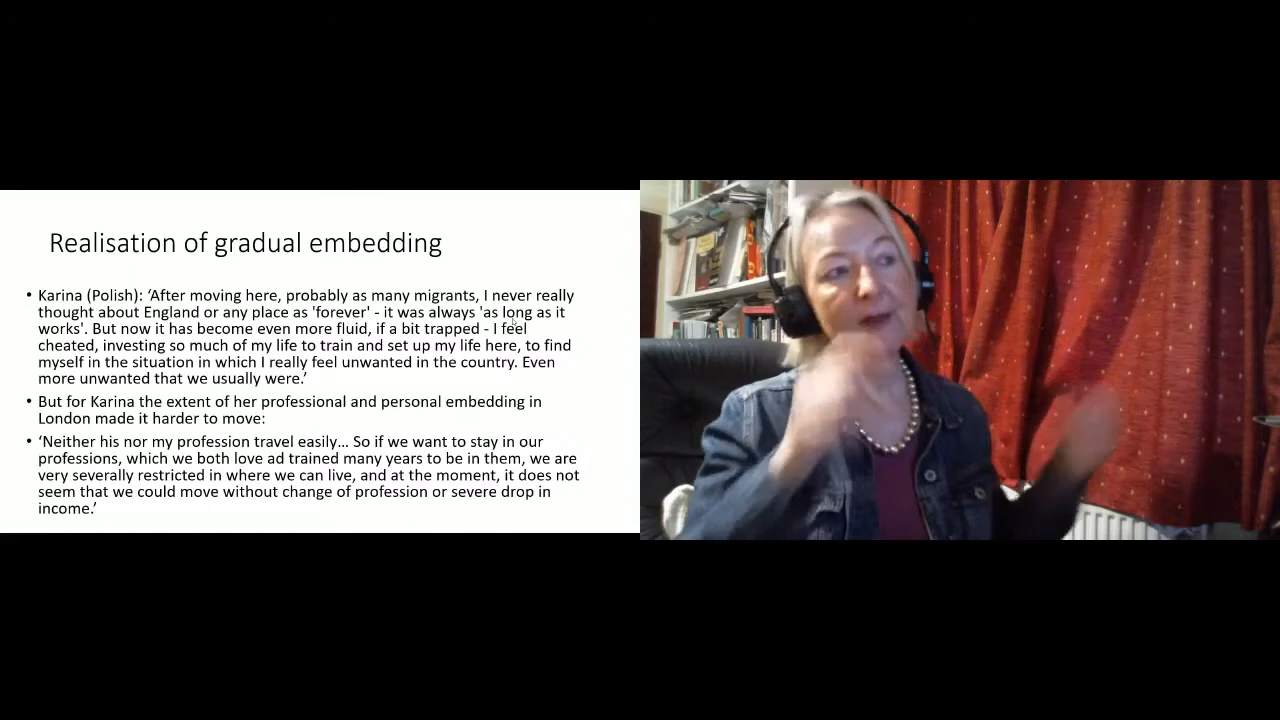 Realisation of gradual embedding
• Karina (Polish): ‘After moving here, probably as many migrants, I never really
thought about England or any place as 'forever' - it was always 'as long as it
works'. But now it has become even more fluid, if a bit trapped - I feel
cheated, investing so much of my life to train and set up my life here, to find
myself in the situation in which I really feel unwanted in the country. Even
more unwanted that we usually were.’
• But for Karina the extent of her professional and personal embedding in
London made it harder to move:
• ‘Neither his nor my profession travel easily… So if we want to stay in our
professions, which we both love ad trained many years to be in them, we are
very severally restricted in where we can live, and at the moment, it does not
seem that we could move without change of profession or severe drop in
income.’